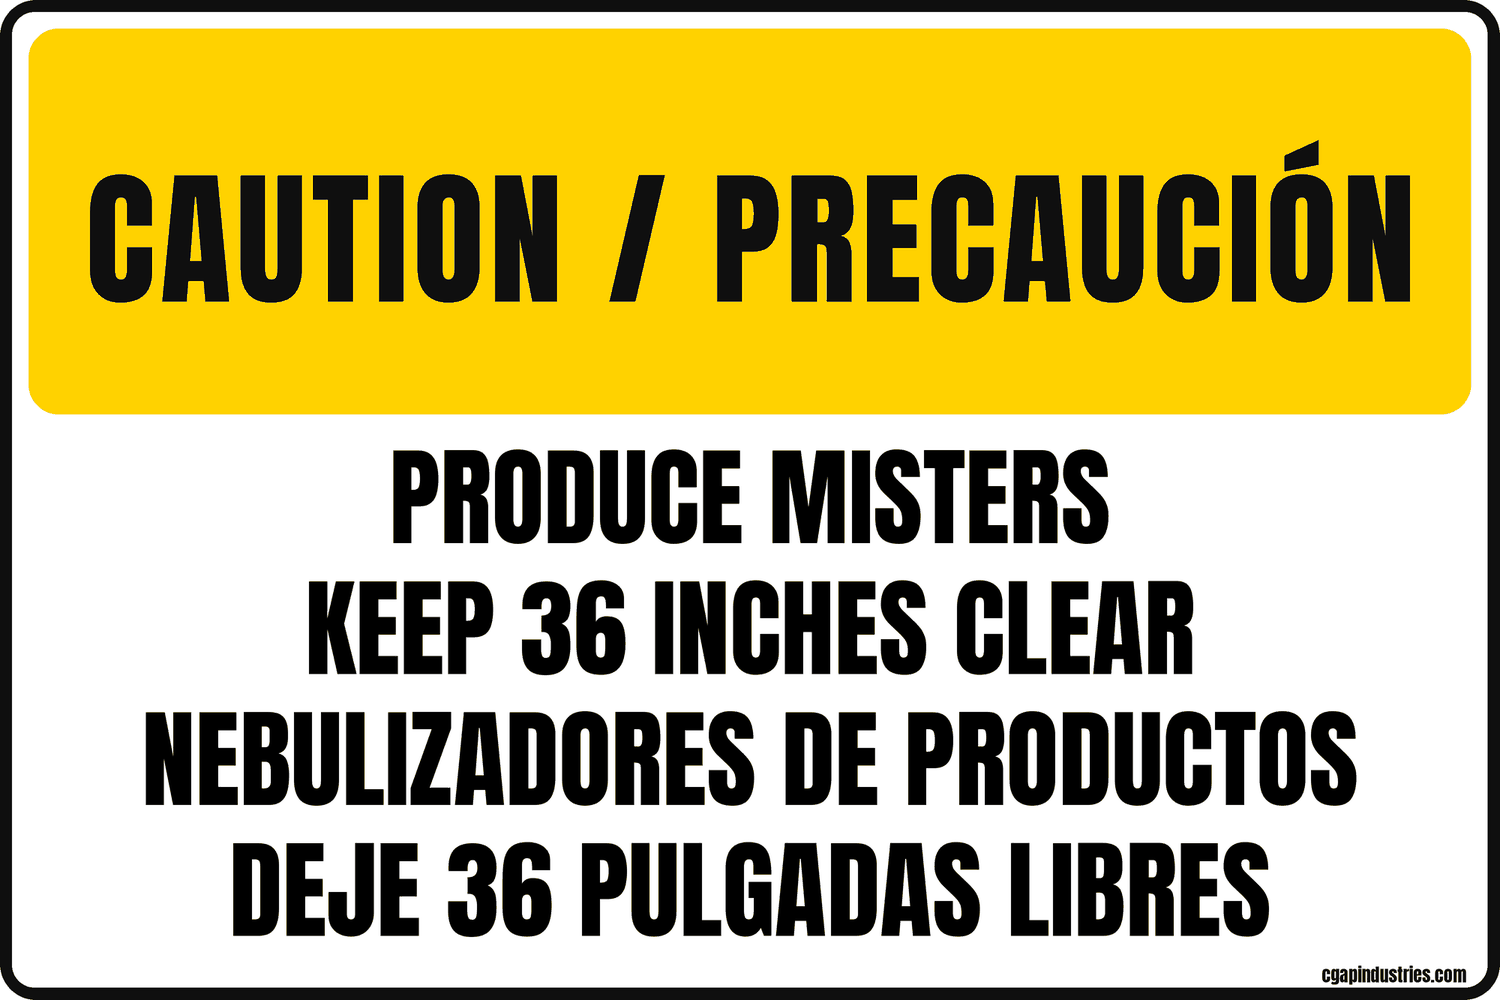 CAUTION / PRECAUCIÓN
PRODUCE MISTERS
KEEP 36 INCHES CLEAR
NEBULIZADORES DE PRODUCTOS
DEJE 36 PULGADAS LIBRES
cgapindustries.com